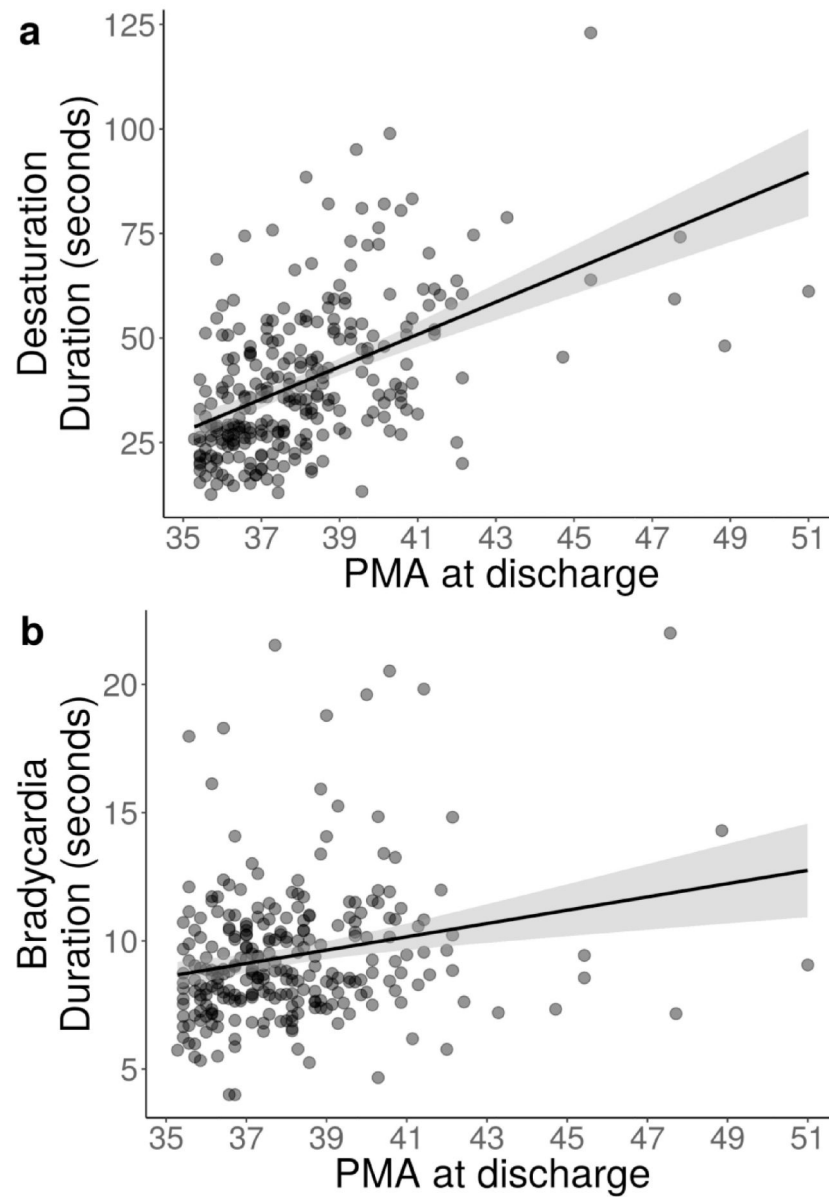 a
Desaturation
Duration (seconds)
125
100
75
50
25
35 37 39 41 43 45 47 49 51
PMA at discharge
b
Bradycardia
Duration (seconds)
20
15
10
5
35 37 39 41 43 45 47 49 51
PMA at discharge